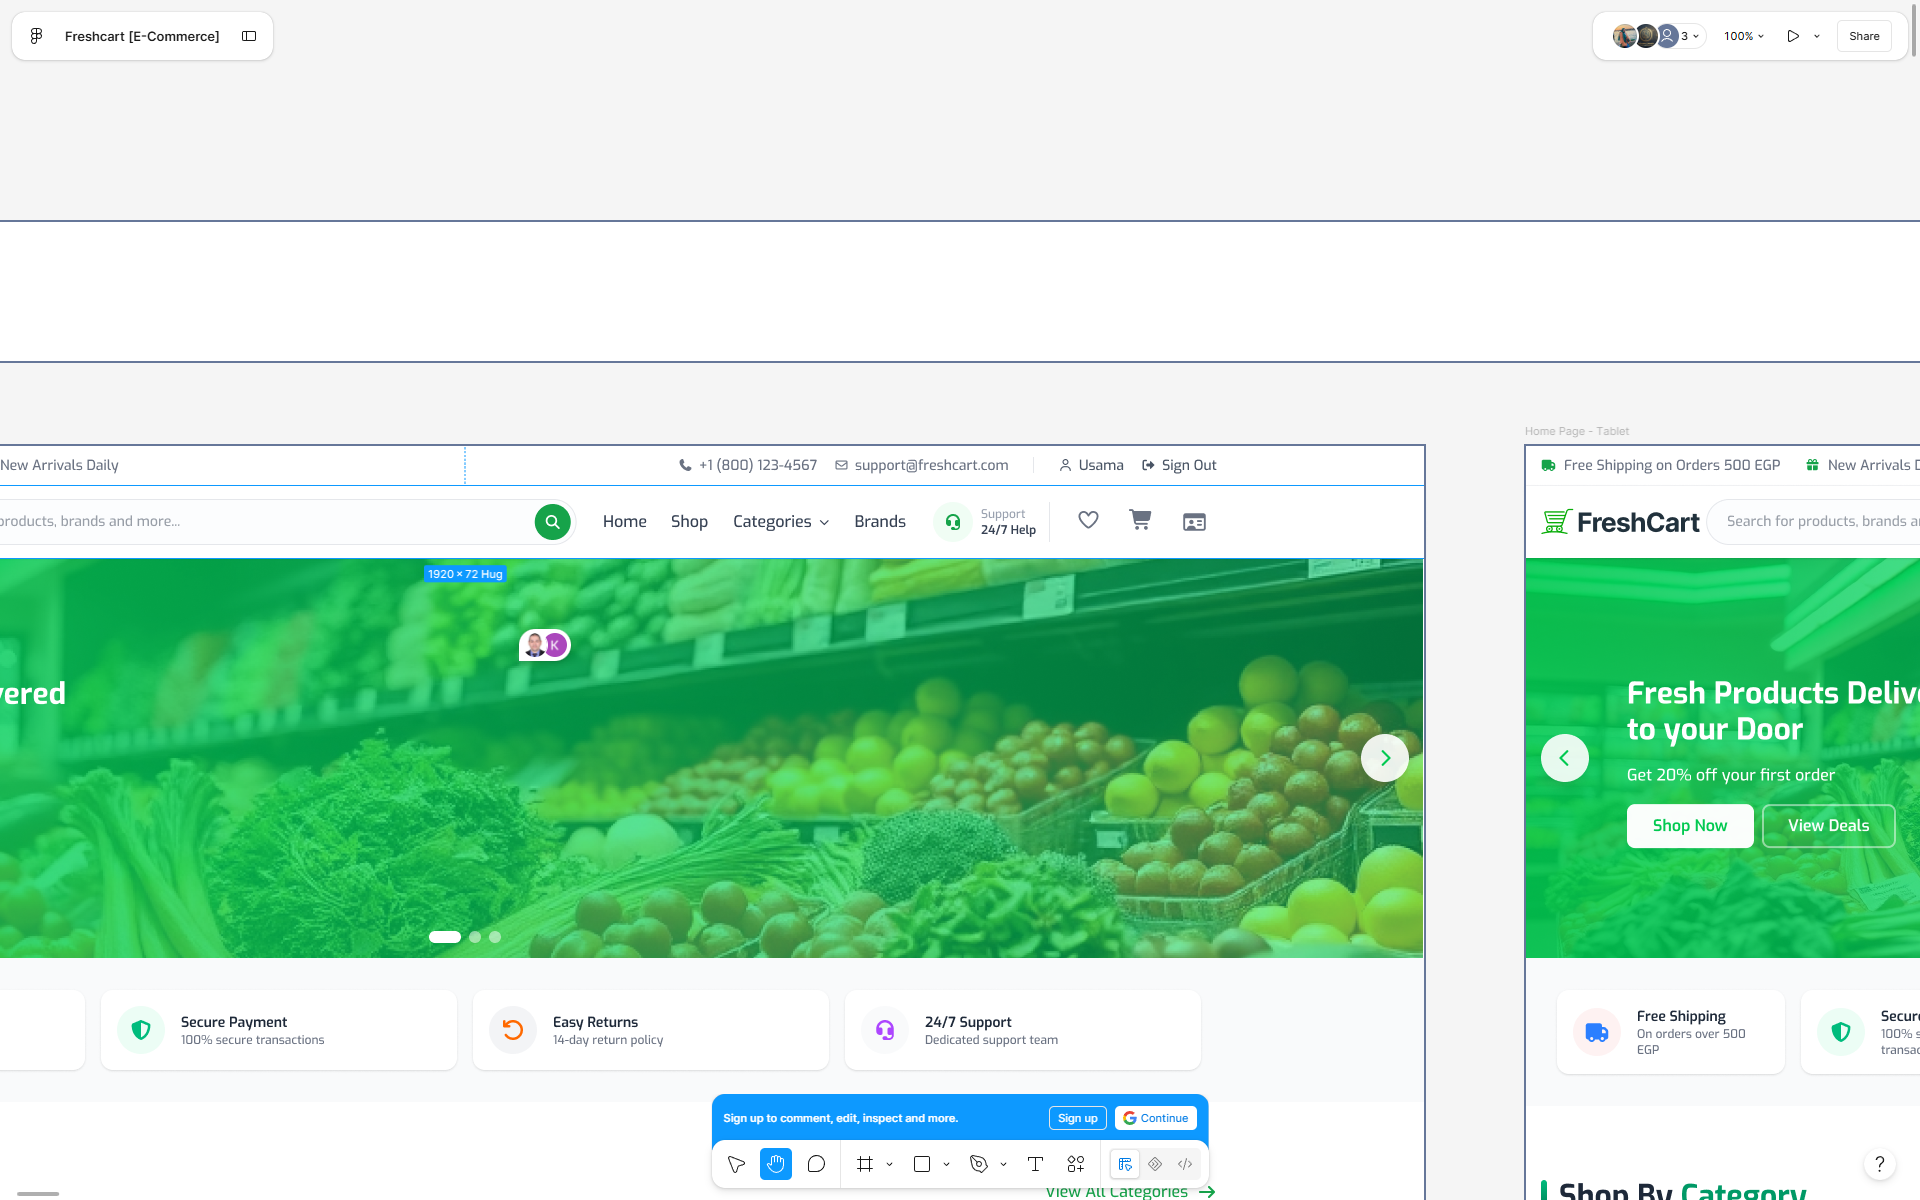 Freshcart [E-Commerce]
3
100%
Share
Home Page - Tablet
New Arrivals Daily
+1 (800) 123-4567
support@freshcart.com
Usama
Sign Out
Free Shipping on Orders 500 EGP
New Arrivals D
products, brands and more...
Home
Shop
Categories
Brands
Support
24/7 Help
FreshCart
Search for products, brands a
1920 × 72 Hug
K
vered
Fresh Products Delive
to your Door
Get 20% off your first order
Shop Now
View Deals
Secure Payment
100% secure transactions
Easy Returns
14-day return policy
24/7 Support
Dedicated support team
Free Shipping
On orders over 500
EGP
Secure
100% s
transac
Sign up to comment, edit, inspect and more.
Sign up
Continue
View All Categories
Shop By Category
?